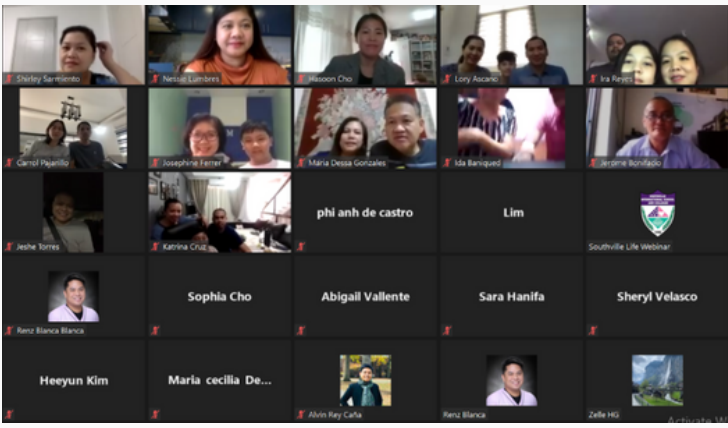 Shirley Sarmiento
Nessie Lumbres
Hasoon Cho
Lory Ascano
Ira Reyes
Carrol Pajarillo
Josephine Ferrer
Maria Dessa Gonzales
Ida Baniqued
Jerome Bonifacio
Jeshe Torres
Katrina Cruz
phi anh de castro
Lim
Southville Life Webinar
Renz Blanca Blanca
Sophia Cho
Abigail Vallente
Sara Hanifa
Sheryl Velasco
Heeyun Kim
Maria cecilia De...
Alvin Rey Caña
Renz Blanca
Zelle HG
Activate W